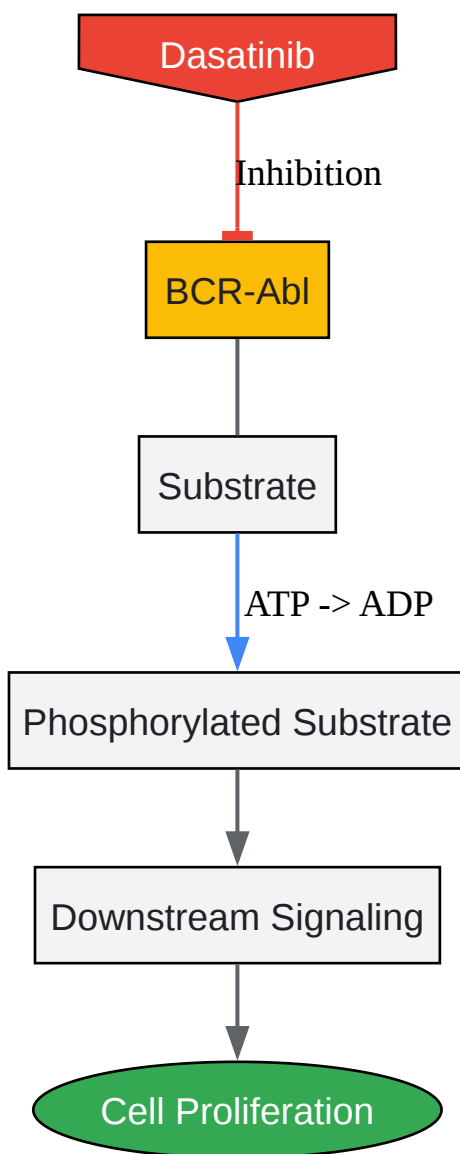 Dasatinib
Inhibition
BCR-Abl
Substrate
ATP -> ADP
Phosphorylated Substrate
Downstream Signaling
Cell Proliferation